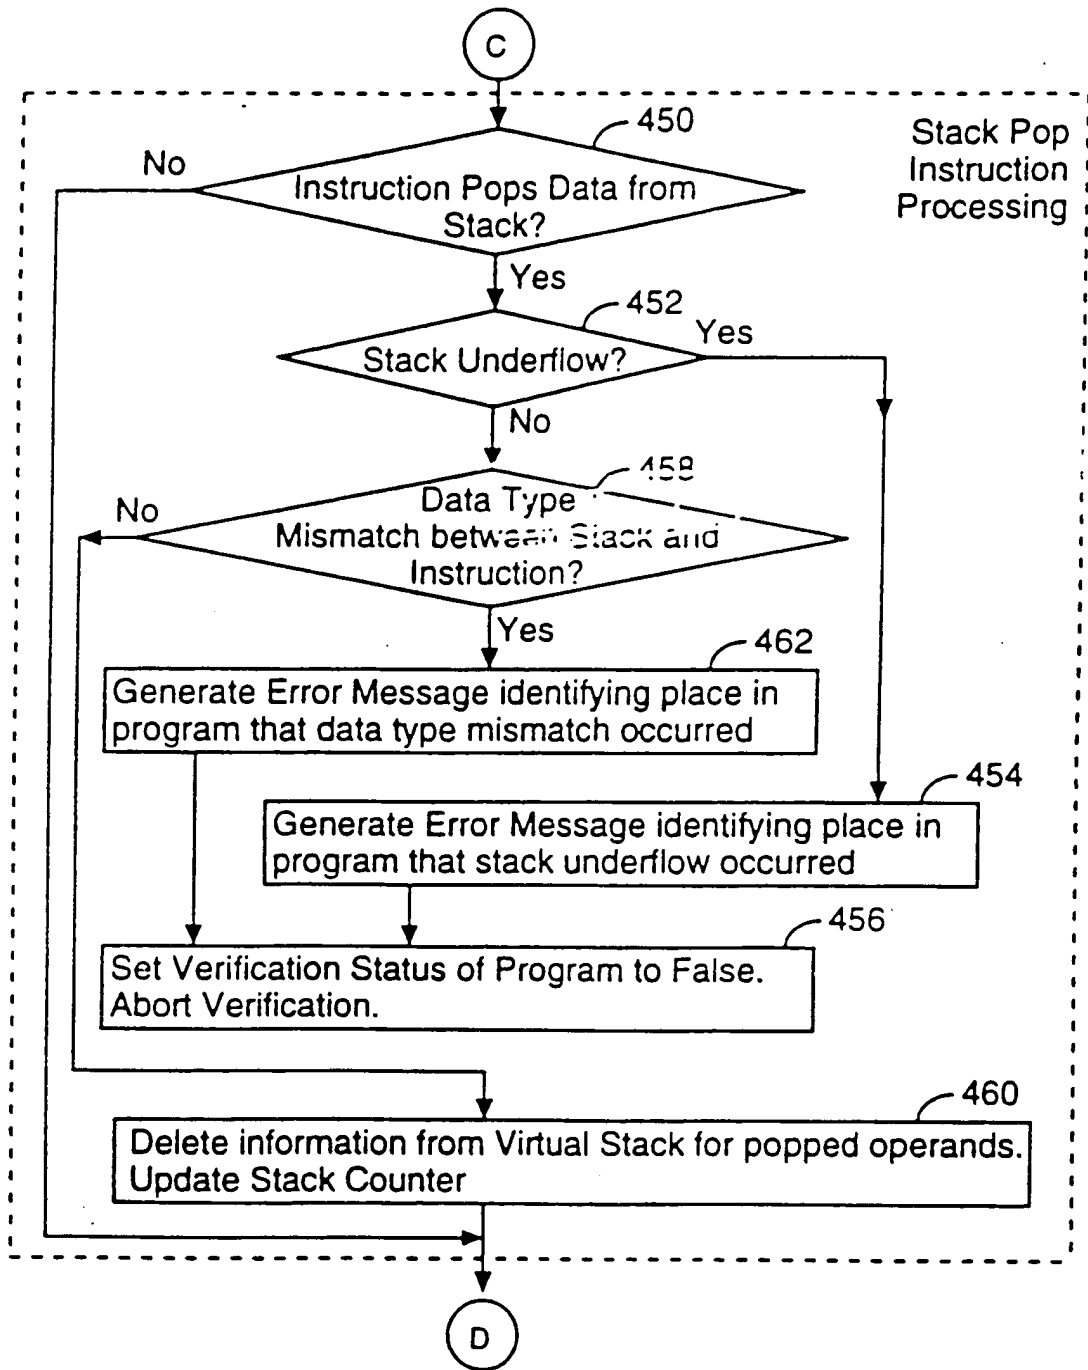 C
450
Stack Pop
Instruction
Processing
No
Instruction Pops Data from
Stack?
Yes
452
Yes
Stack Underflow?
No
458
No
Data Type
Mismatch between Stack and
Instruction?
Yes
462
Generate Error Message identifying place in
program that data type mismatch occurred
454
Generate Error Message identifying place in
program that stack underflow occurred
456
Set Verification Status of Program to False.
Abort Verification.
460
Delete information from Virtual Stack for popped operands.
Update Stack Counter
D